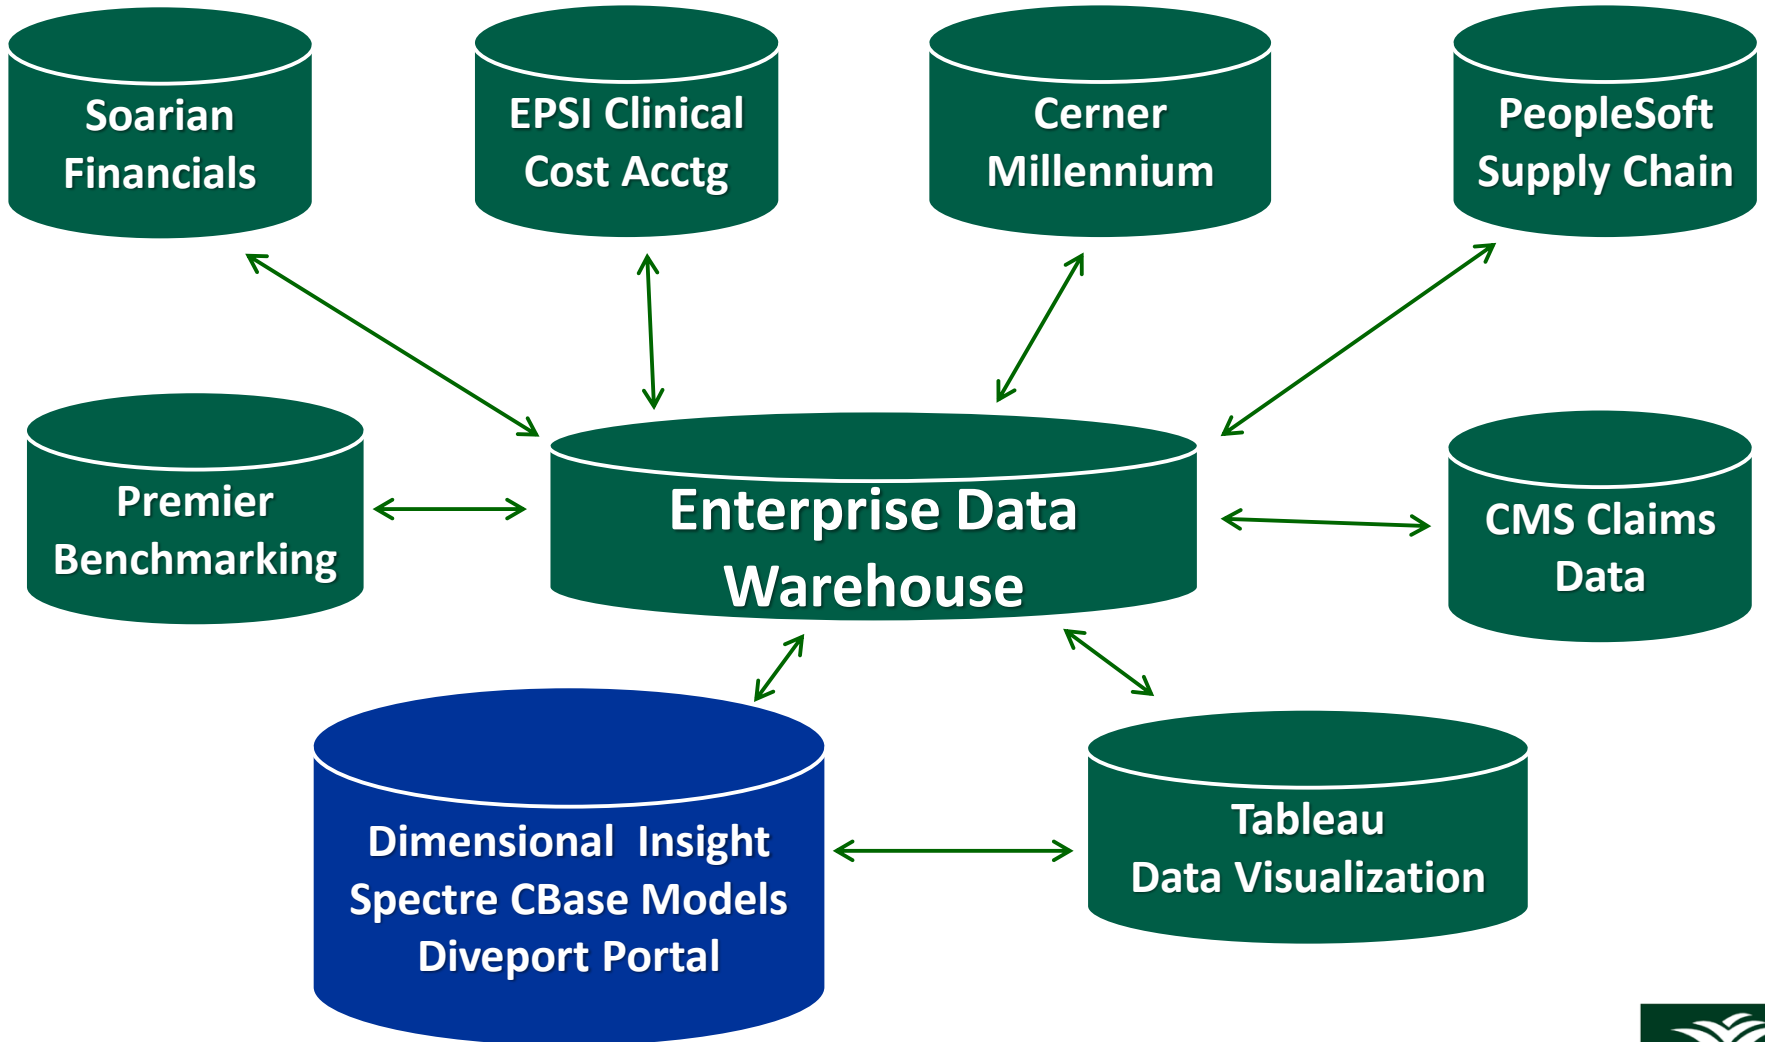 Soarian
Financials
EPSI Clinical
Cost Acctg
Cerner
Millennium
PeopleSoft
Supply Chain
Premier
Benchmarking
Enterprise Data
Warehouse
CMS Claims
Data
Dimensional  Insight
Spectre CBase Models
Diveport Portal
Tableau
Data Visualization